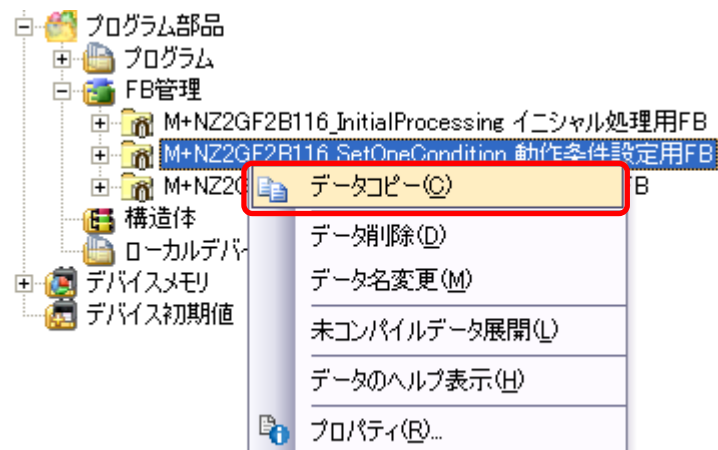 プログラム部品
プログラム
FB管理
M+NZ2GF2B116_InitialProcessing イニシャル処理用FB
M+NZ2GF2B116_SetOneCondition 動作条件設定用FB
M+NZ2G
B
データコピー(C)
構造体
データ削除(D)
ローカルデバイ
データ名変更(M)
デバイスメモリ
デバイス初期値
未コンパイルデータ展開(L)
データのヘルプ表示(H)
プロパティ(R)...